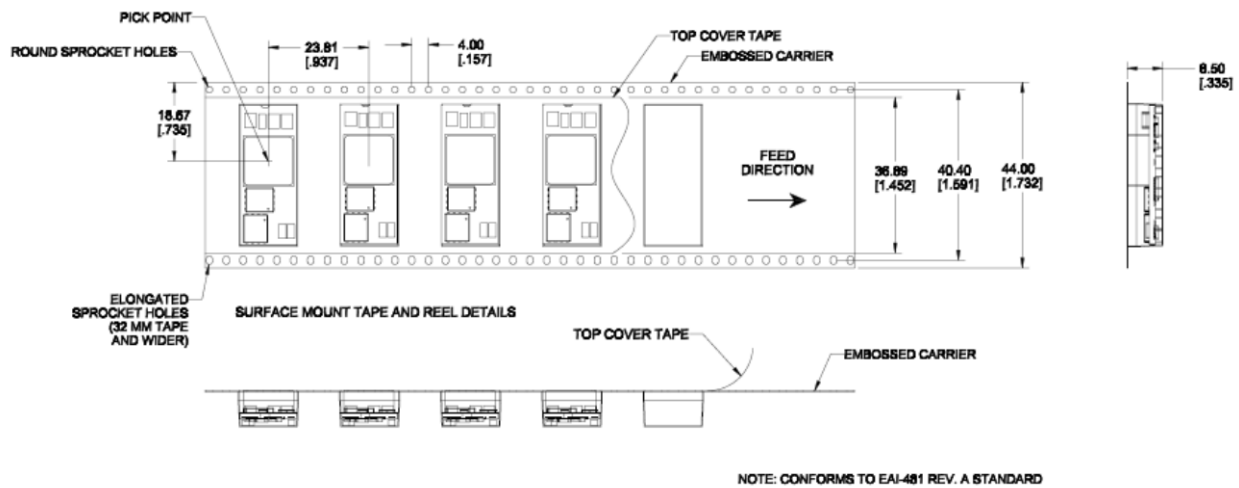 PICK POINT
ROUND SPROCKET HOLES
23.81
[.937]
4.00
[.157]
TOP COVER TAPE
EMBOSSED CARRIER
8.50
[.335]
18.67
[.735]
FEED
DIRECTION
36.89
[1.452]
40.40
[1.591]
44.00
[1.732]
ELONGATED
SPROCKET HOLES
(32 MM TAPE
AND WIDER)
SURFACE MOUNT TAPE AND REEL DETAILS
TOP COVER TAPE
EMBOSSED CARRIER
NOTE: CONFORMS TO EAI-481 REV. A STANDARD